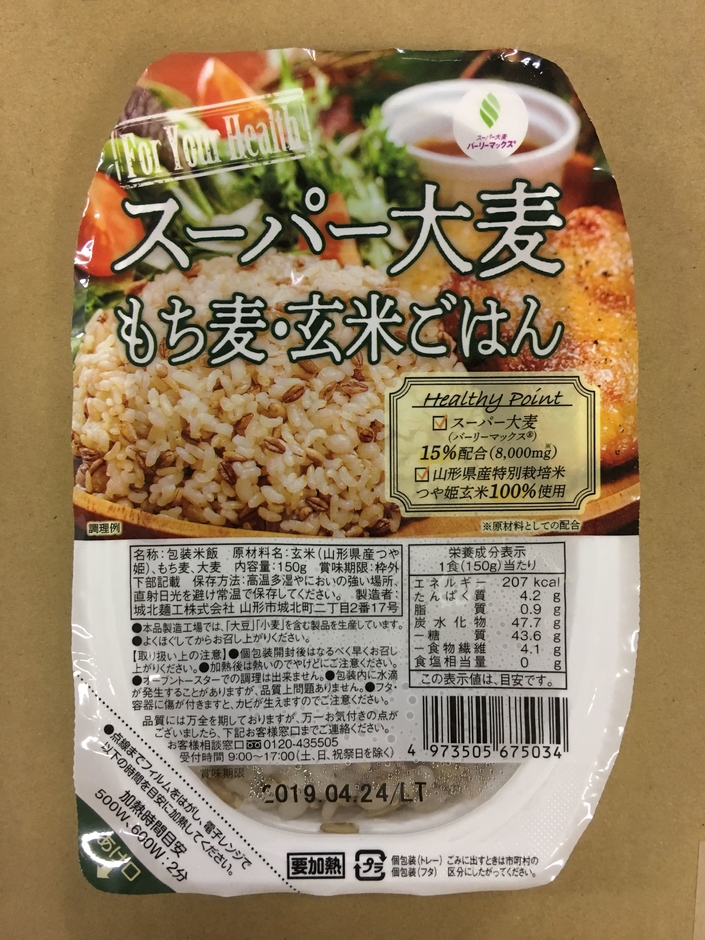 For Your Health
スーパー大麦
バーリーマックス®
スーパー大麦
もち麦・玄米ごはん
Healthy Point
スーパー大麦
(バーリーマックス®)
15%配合(8,000mg)※
山形県産特別栽培米
つや姫玄米100%使用
調理例
※原材料としての配合
名称:包装米飯 原材料名:玄米(山形県産つや
姫)、もち麦、大麦 内容量:150g 賞味期限:枠外
下部記載 保存方法:高温多湿やにおいの強い場所、
直射日光を避け常温で保存してください。 製造者:
城北麺工株式会社 山形市城北町二丁目2番17号
●本品製造工場では、「大豆」「小麦」を含む製品を生産しています。
●よくほぐしてからお召し上がりください。
【取り扱い上の注意】●包装開封後はなるべく早くお召し
上がりください。●加熱後は熱いのでやけどにご注意ください。
●オーブントースターでの調理は出来ません。●包装内に水滴
が発生することがありますが、品質上問題ありません。●フタ・
容器に傷が付きますと、カビが生えますのでご注意ください。
品質には万全を期しておりますが、万一お気付きの点が
ございましたら、下記お客様窓口までご連絡ください。
お客様相談窓口 0120-435505
受付時間 9:00~17:00(土、日、祝祭日を除く)
栄養成分表示
1食(150g)当たり
エネルギー 207 kcal
たんぱく質 4.2 g
脂質 0.9 g
炭水化物 47.7 g
-糖質 43.6 g
-食物繊維 4.1 g
食塩相当量 0 g
この表示値は、目安です。
4 973505 675034
賞味期限
2019.04.24/LT
●点線までフィルムをはがし、電子レンジで
以下の時間を目安に加熱してください。
加熱時間目安
500W、600W:2分
あけ口
要加熱
プラ
個包装(トレー) ごみに出すときは市町村の
個包装(フタ) 区分にしたがってください。